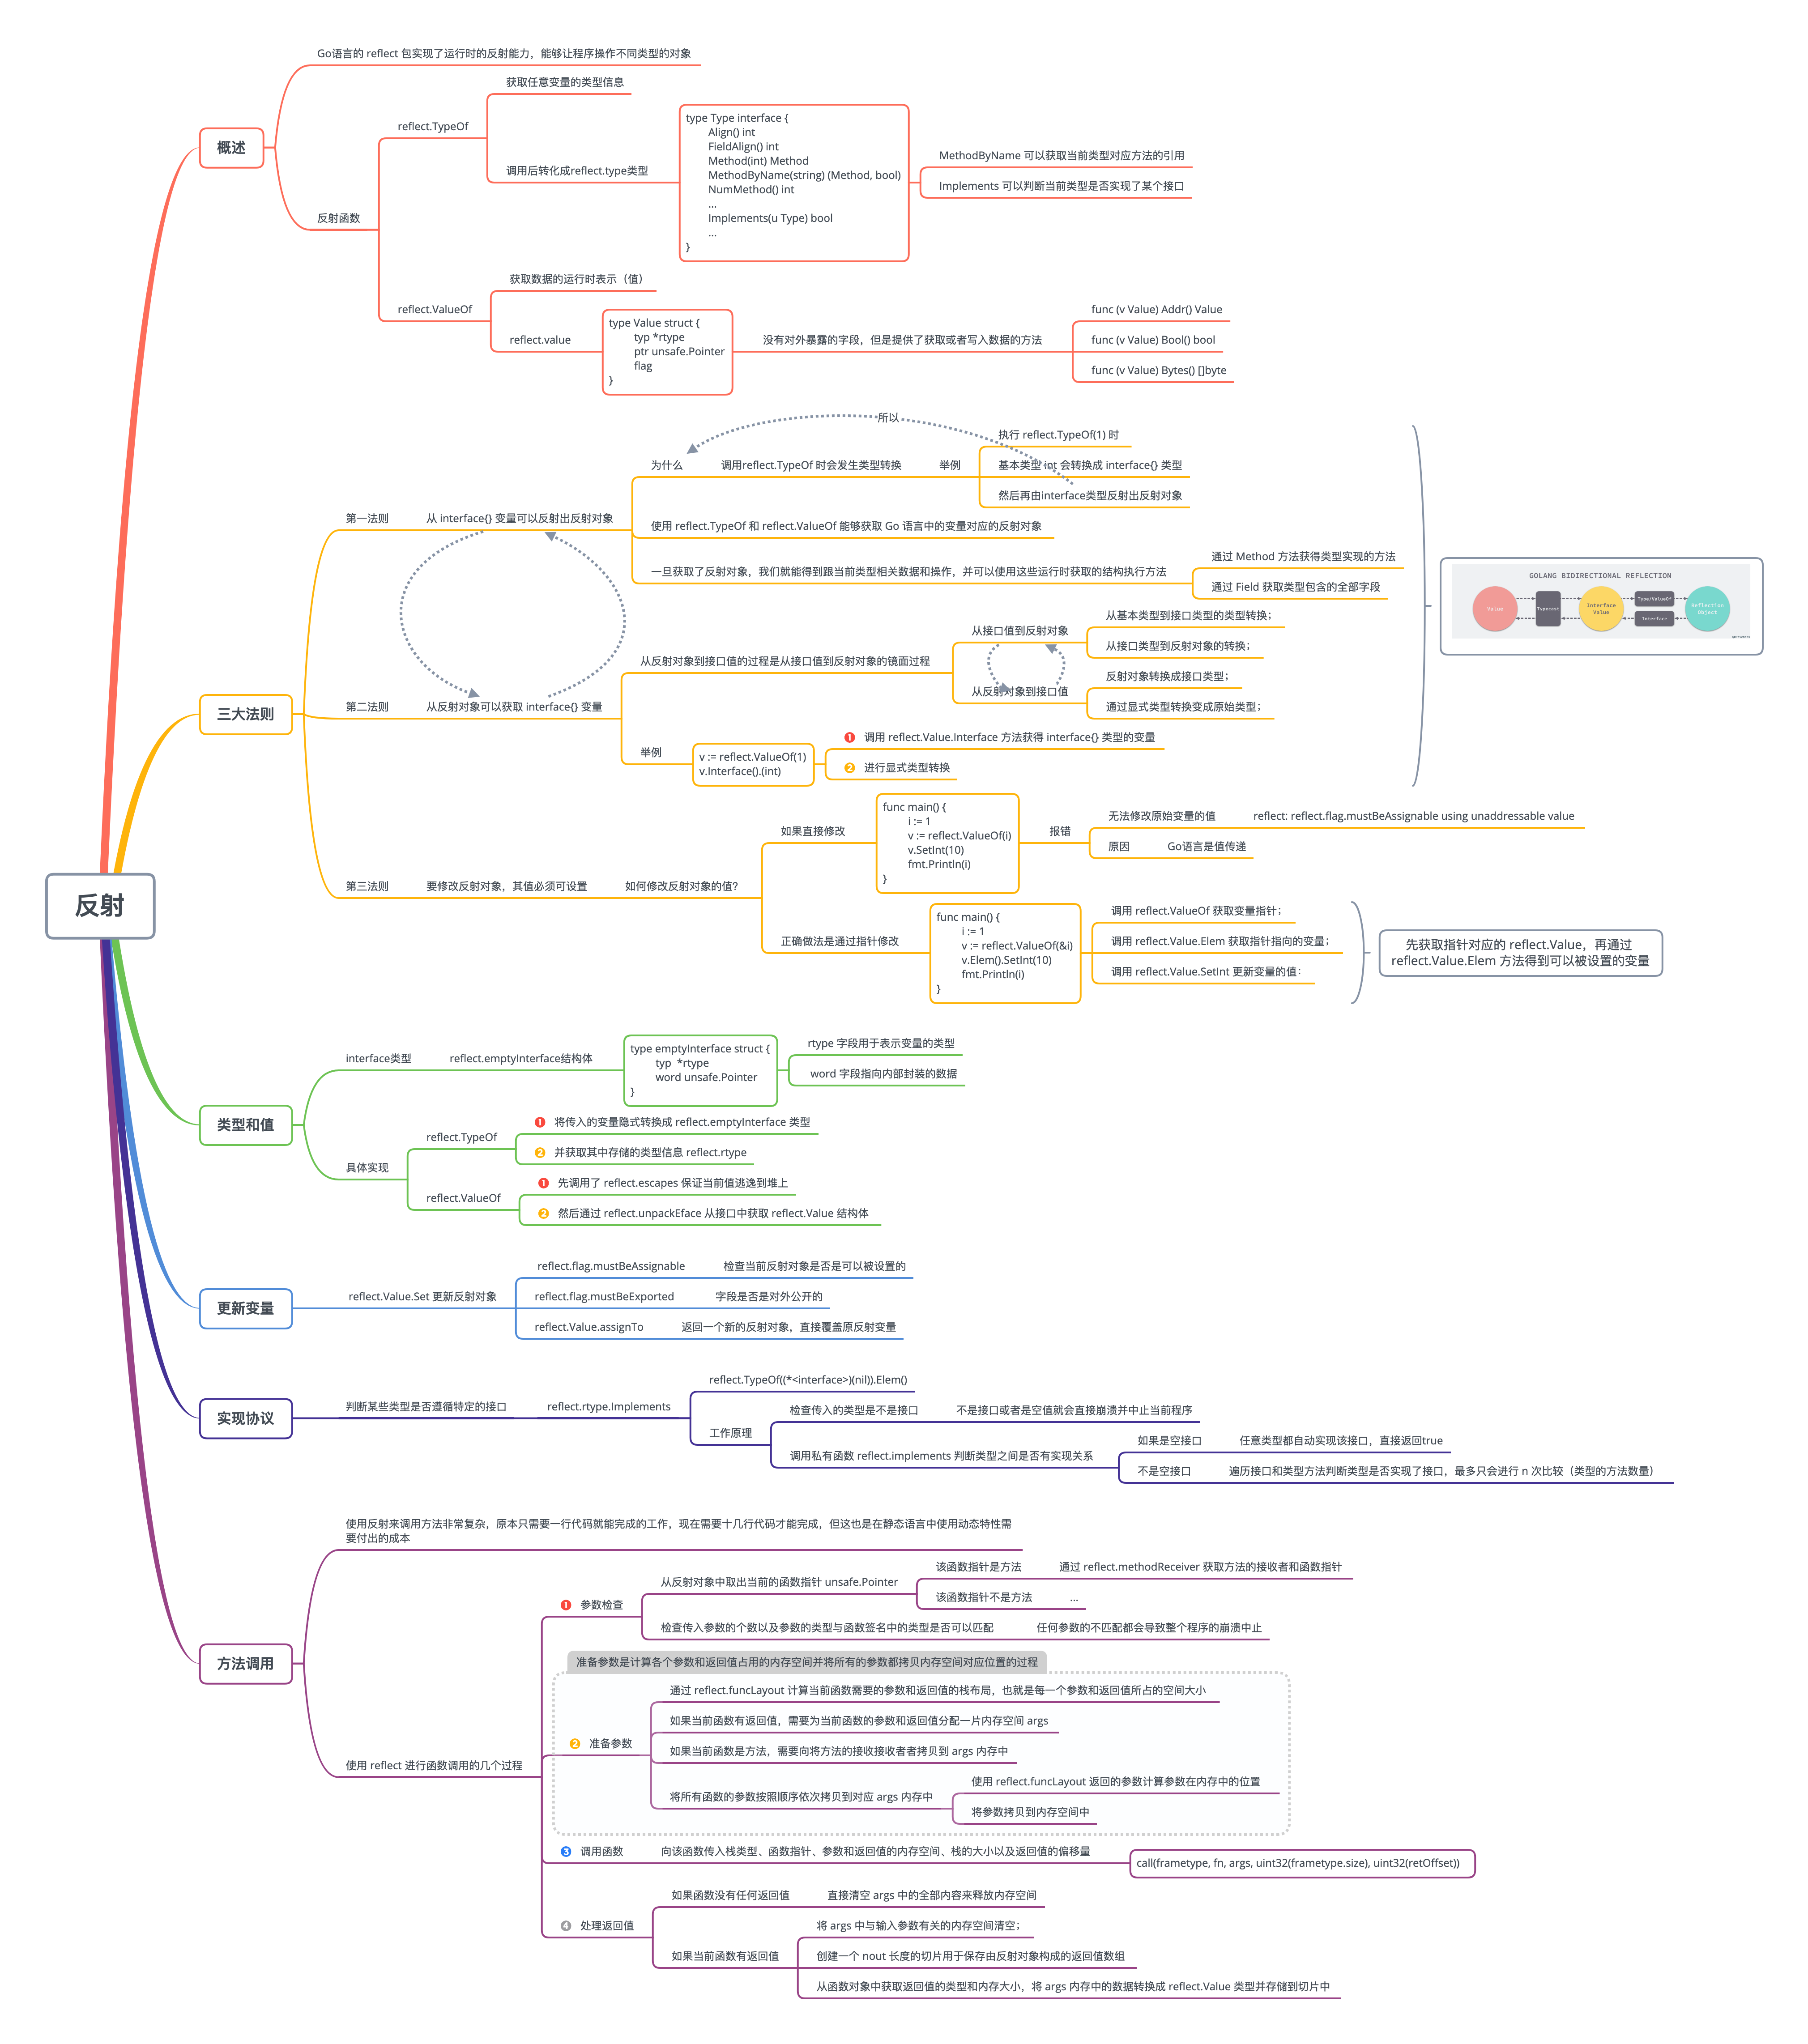 反射
概述
Go语言的 reflect 包实现了运行时的反射能力，能够让程序操作不同类型的对象
反射函数
reflect.TypeOf
获取任意变量的类型信息
调用后转化成reflect.type类型
type Type interface {
Align() int
FieldAlign() int
Method(int) Method
MethodByName(string) (Method, bool)
NumMethod() int
...
Implements(u Type) bool
...
}
MethodByName 可以获取当前类型对应方法的引用
Implements 可以判断当前类型是否实现了某个接口
reflect.ValueOf
获取数据的运行时表示（值）
reflect.value
type Value struct {
typ *rtype
ptr unsafe.Pointer
flag
}
没有对外暴露的字段，但是提供了获取或者写入数据的方法
func (v Value) Addr() Value
func (v Value) Bool() bool
func (v Value) Bytes() []byte
三大法则
第一法则
从 interface{} 变量可以反射出反射对象
所以
为什么
调用reflect.TypeOf 时会发生类型转换
举例
执行 reflect.TypeOf(1) 时
基本类型 int 会转换成 interface{} 类型
然后再由interface类型反射出反射对象
使用 reflect.TypeOf 和 reflect.ValueOf 能够获取 Go 语言中的变量对应的反射对象
一旦获取了反射对象，我们就能得到跟当前类型相关数据和操作，并可以使用这些运行时获取的结构执行方法
通过 Method 方法获得类型实现的方法
通过 Field 获取类型包含的全部字段
第二法则
从反射对象可以获取 interface{} 变量
从反射对象到接口值的过程是从接口值到反射对象的镜面过程
从接口值到反射对象
从基本类型到接口类型的类型转换；
从接口类型到反射对象的转换；
从反射对象到接口值
反射对象转换成接口类型；
通过显式类型转换变成原始类型；
举例
v := reflect.ValueOf(1)
v.Interface().(int)
1 调用 reflect.Value.Interface 方法获得 interface{} 类型的变量
2 进行显式类型转换
GOLANG BIDIRECTIONAL REFLECTION
Value
Typecast
Interface
Value
Type/ValueOf
Interface
Reflection
Object
第三法则
要修改反射对象，其值必须可设置
如何修改反射对象的值？
如果直接修改
func main() {
i := 1
v := reflect.ValueOf(i)
v.SetInt(10)
fmt.Println(i)
}
报错
无法修改原始变量的值
reflect: reflect.flag.mustBeAssignable using unaddressable value
原因
Go语言是值传递
正确做法是通过指针修改
func main() {
i := 1
v := reflect.ValueOf(&i)
v.Elem().SetInt(10)
fmt.Println(i)
}
调用 reflect.ValueOf 获取变量指针；
调用 reflect.Value.Elem 获取指针指向的变量；
调用 reflect.Value.SetInt 更新变量的值：
先获取指针对应的 reflect.Value，再通过
reflect.Value.Elem 方法得到可以被设置的变量
类型和值
interface类型
reflect.emptyInterface结构体
type emptyInterface struct {
typ  *rtype
word unsafe.Pointer
}
rtype 字段用于表示变量的类型
word 字段指向内部封装的数据
具体实现
reflect.TypeOf
1 将传入的变量隐式转换成 reflect.emptyInterface 类型
2 并获取其中存储的类型信息 reflect.rtype
reflect.ValueOf
1 先调用了 reflect.escapes 保证当前值逃逸到堆上
2 然后通过 reflect.unpackEface 从接口中获取 reflect.Value 结构体
更新变量
reflect.Value.Set 更新反射对象
reflect.flag.mustBeAssignable
检查当前反射对象是否是可以被设置的
reflect.flag.mustBeExported
字段是否是对外公开的
reflect.Value.assignTo
返回一个新的反射对象，直接覆盖原反射变量
实现协议
判断某些类型是否遵循特定的接口
reflect.rtype.Implements
reflect.TypeOf((*<interface>)(nil)).Elem()
工作原理
检查传入的类型是不是接口
不是接口或者是空值就会直接崩溃并中止当前程序
调用私有函数 reflect.implements 判断类型之间是否有实现关系
如果是空接口
任意类型都自动实现该接口，直接返回true
不是空接口
遍历接口和类型方法判断类型是否实现了接口，最多只会进行 n 次比较（类型的方法数量）
方法调用
使用反射来调用方法非常复杂，原本只需要一行代码就能完成的工作，现在需要十几行代码才能完成，但这也是在静态语言中使用动态特性需
要付出的成本
使用 reflect 进行函数调用的几个过程
1 参数检查
从反射对象中取出当前的函数指针 unsafe.Pointer
该函数指针是方法
通过 reflect.methodReceiver 获取方法的接收者和函数指针
该函数指针不是方法
...
检查传入参数的个数以及参数的类型与函数签名中的类型是否可以匹配
任何参数的不匹配都会导致整个程序的崩溃中止
准备参数是计算各个参数和返回值占用的内存空间并将所有的参数都拷贝内存空间对应位置的过程
2 准备参数
通过 reflect.funcLayout 计算当前函数需要的参数和返回值的栈布局，也就是每一个参数和返回值所占的空间大小
如果当前函数有返回值，需要为当前函数的参数和返回值分配一片内存空间 args
如果当前函数是方法，需要向将方法的接收接收者者拷贝到 args 内存中
将所有函数的参数按照顺序依次拷贝到对应 args 内存中
使用 reflect.funcLayout 返回的参数计算参数在内存中的位置
将参数拷贝到内存空间中
3 调用函数
向该函数传入栈类型、函数指针、参数和返回值的内存空间、栈的大小以及返回值的偏移量
call(frametype, fn, args, uint32(frametype.size), uint32(retOffset))
4 处理返回值
如果函数没有任何返回值
直接清空 args 中的全部内容来释放内存空间
如果当前函数有返回值
将 args 中与输入参数有关的内存空间清空；
创建一个 nout 长度的切片用于保存由反射对象构成的返回值数组
从函数对象中获取返回值的类型和内存大小，将 args 内存中的数据转换成 reflect.Value 类型并存储到切片中